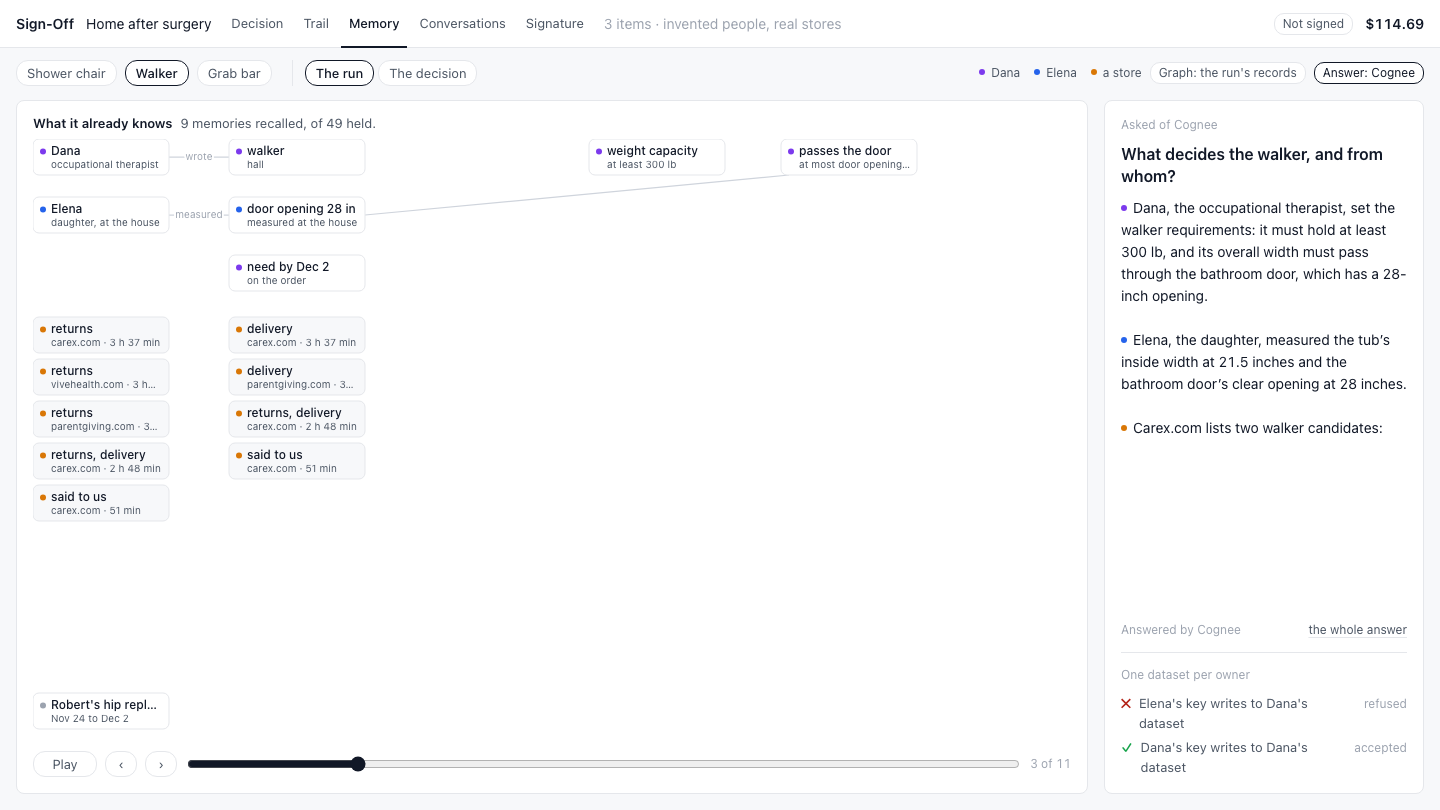 Sign-Off Home after surgery Decision Trail Memory Conversations Signature 3 items · invented people, real stores Not signed $114.69
Shower chair Walker Grab bar The run The decision Dana Elena a store Graph: the run's records Answer: Cognee
What it already knows 9 memories recalled, of 49 held.
Dana
occupational therapist
wrote
walker
hall
weight capacity
at least 300 lb
passes the door
at most door opening...
Elena
daughter, at the house
measured
door opening 28 in
measured at the house
need by Dec 2
on the order
returns
carex.com · 3 h 37 min
delivery
carex.com · 3 h 37 min
returns
vivehealth.com · 3 h...
delivery
parentgiving.com · 3...
returns
parentgiving.com · 3...
returns, delivery
carex.com · 2 h 48 min
returns, delivery
carex.com · 2 h 48 min
said to us
carex.com · 51 min
said to us
carex.com · 51 min
Robert's hip repl...
Nov 24 to Dec 2
Play ‹ › 3 of 11
Asked of Cognee
What decides the walker, and from
whom?
Dana, the occupational therapist, set the
walker requirements: it must hold at least
300 lb, and its overall width must pass
through the bathroom door, which has a 28-
inch opening.
Elena, the daughter, measured the tub’s
inside width at 21.5 inches and the
bathroom door’s clear opening at 28 inches.
Carex.com lists two walker candidates:
Answered by Cognee the whole answer
One dataset per owner
Elena's key writes to Dana's
dataset
refused
Dana's key writes to Dana's
dataset
accepted